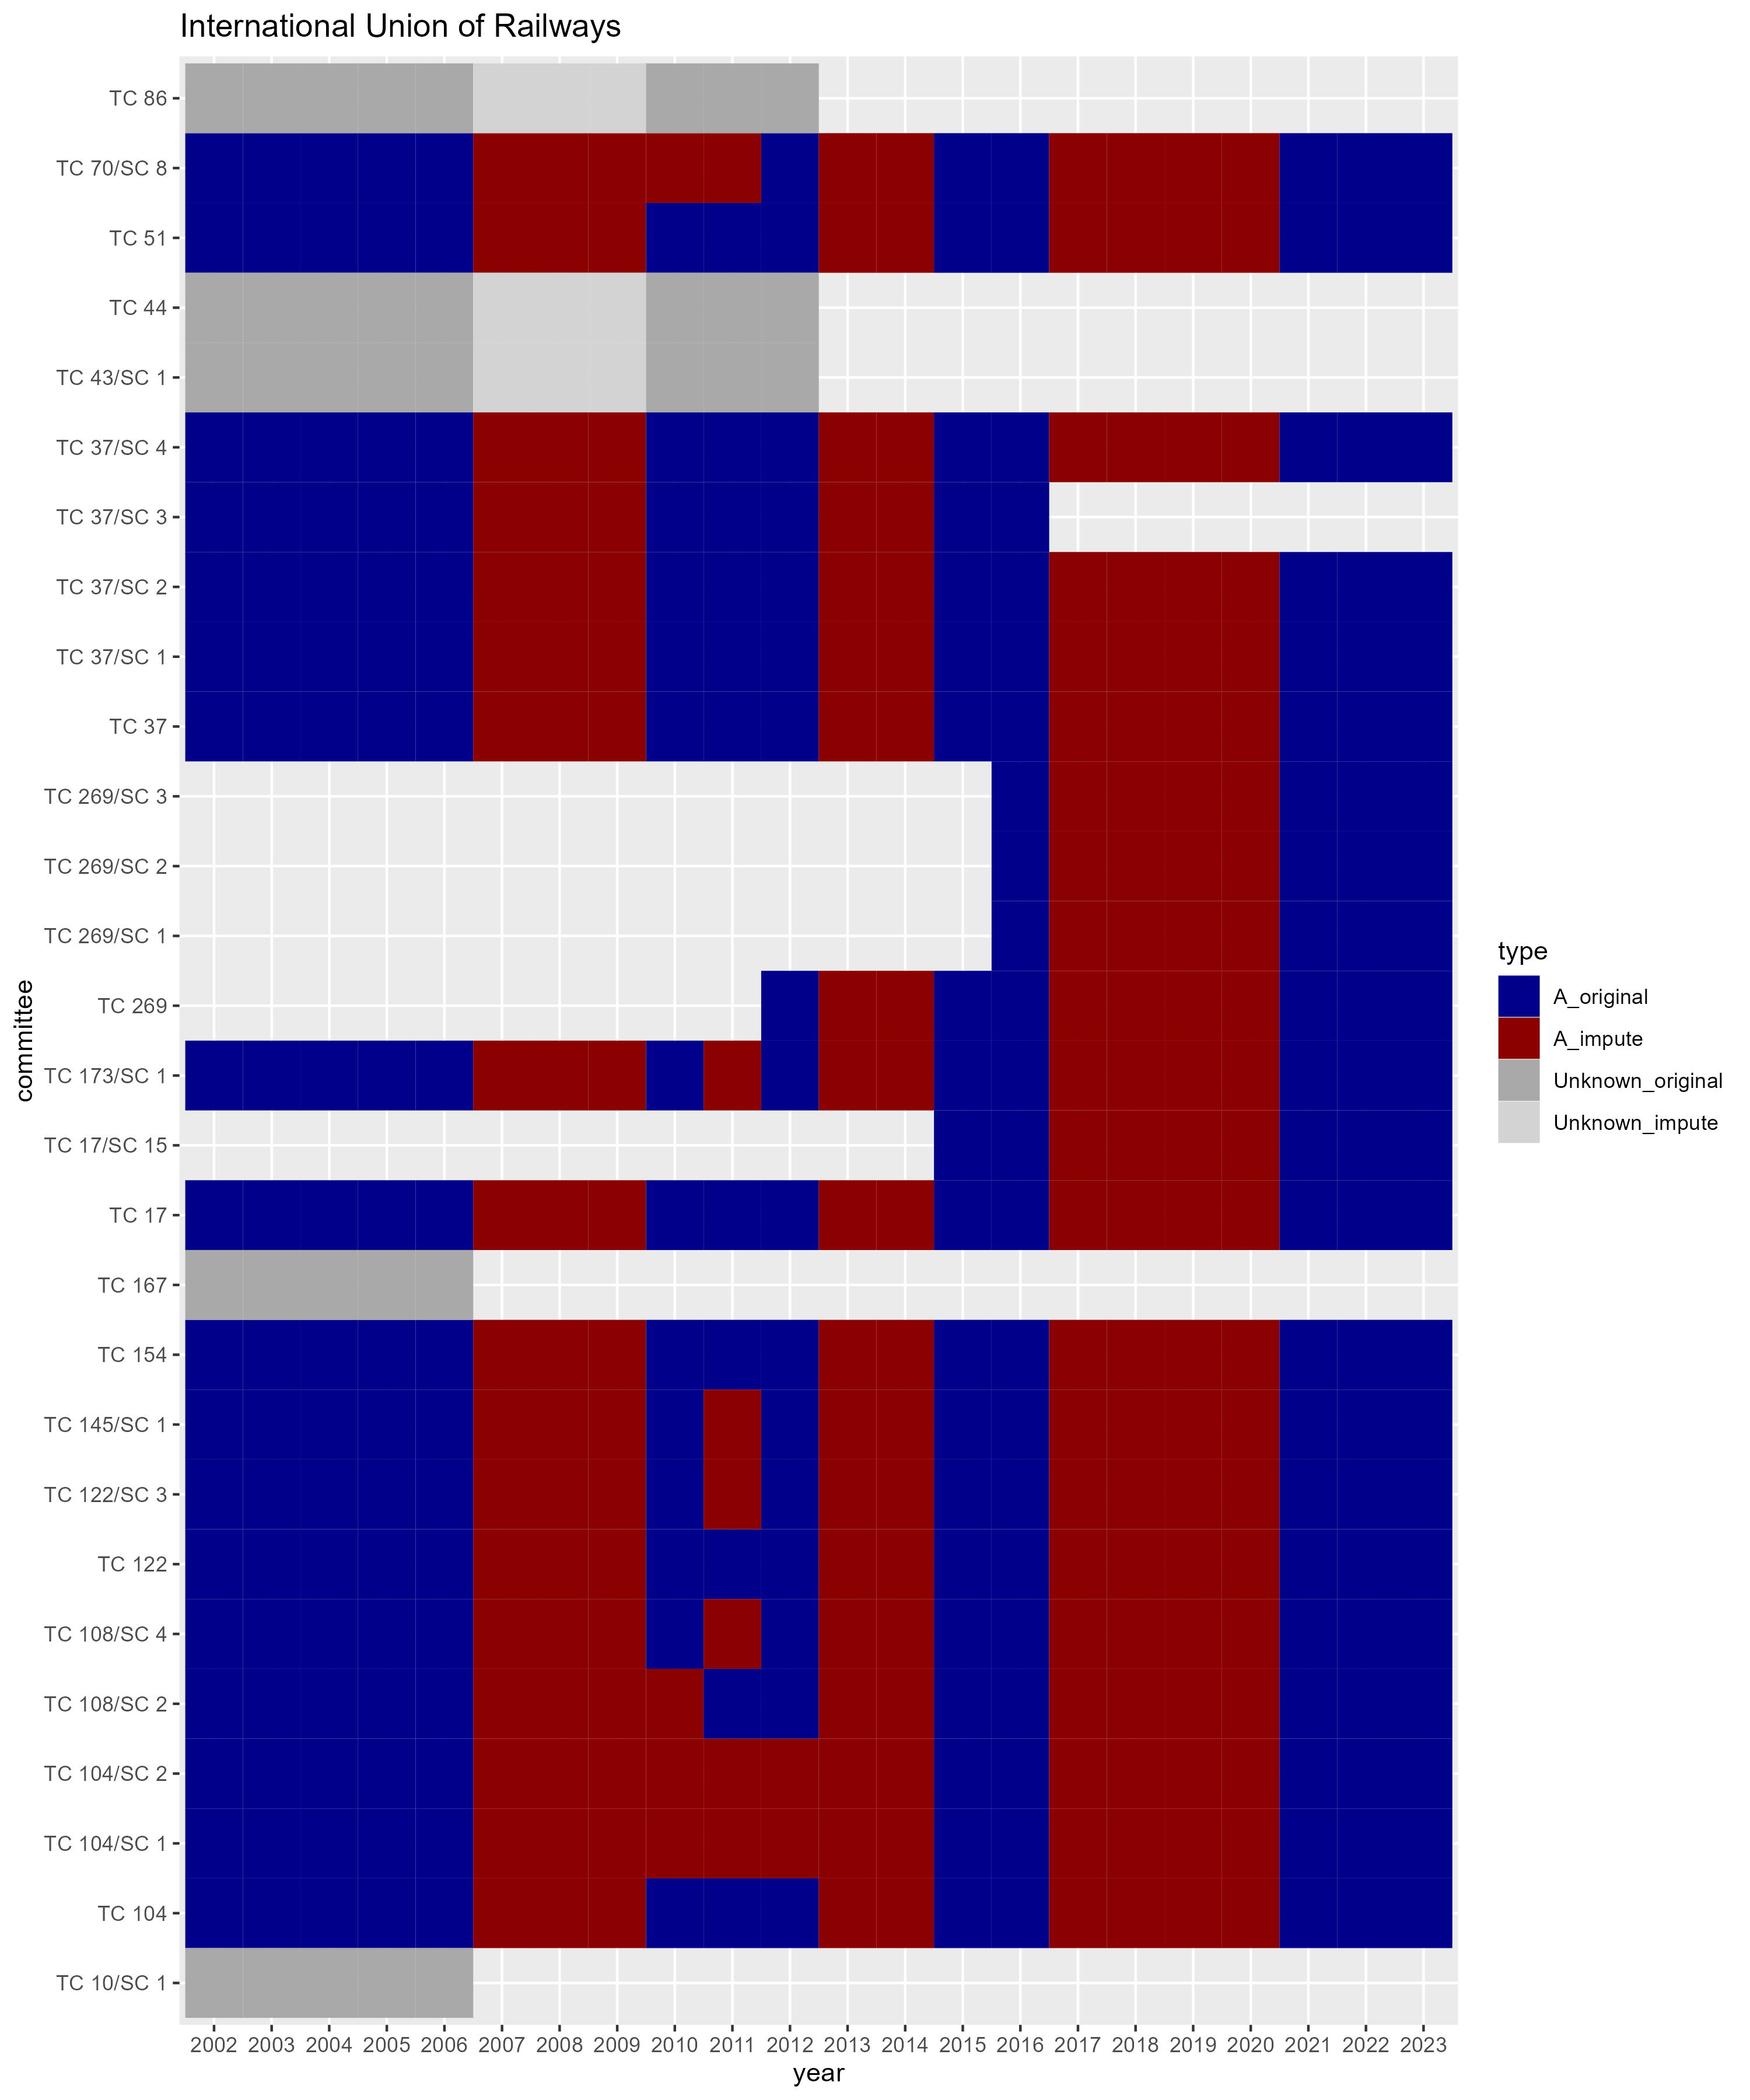 International Union of Railways
TC 86
TC 70/SC 8
TC 51
TC 44
TC 43/SC 1
TC 37/SC 4
TC 37/SC 3
TC 37/SC 2
TC 37/SC 1
TC 37
TC 269/SC 3
TC 269/SC 2
TC 269/SC 1
TC 269
TC 173/SC 1
TC 17/SC 15
TC 17
TC 167
TC 154
TC 145/SC 1
TC 122/SC 3
TC 122
TC 108/SC 4
TC 108/SC 2
TC 104/SC 2
TC 104/SC 1
TC 104
TC 10/SC 1
committee
2002 2003 2004 2005 2006 2007 2008 2009 2010 2011 2012 2013 2014 2015 2016 2017 2018 2019 2020 2021 2022 2023
year
type
A_original
A_impute
Unknown_original
Unknown_impute